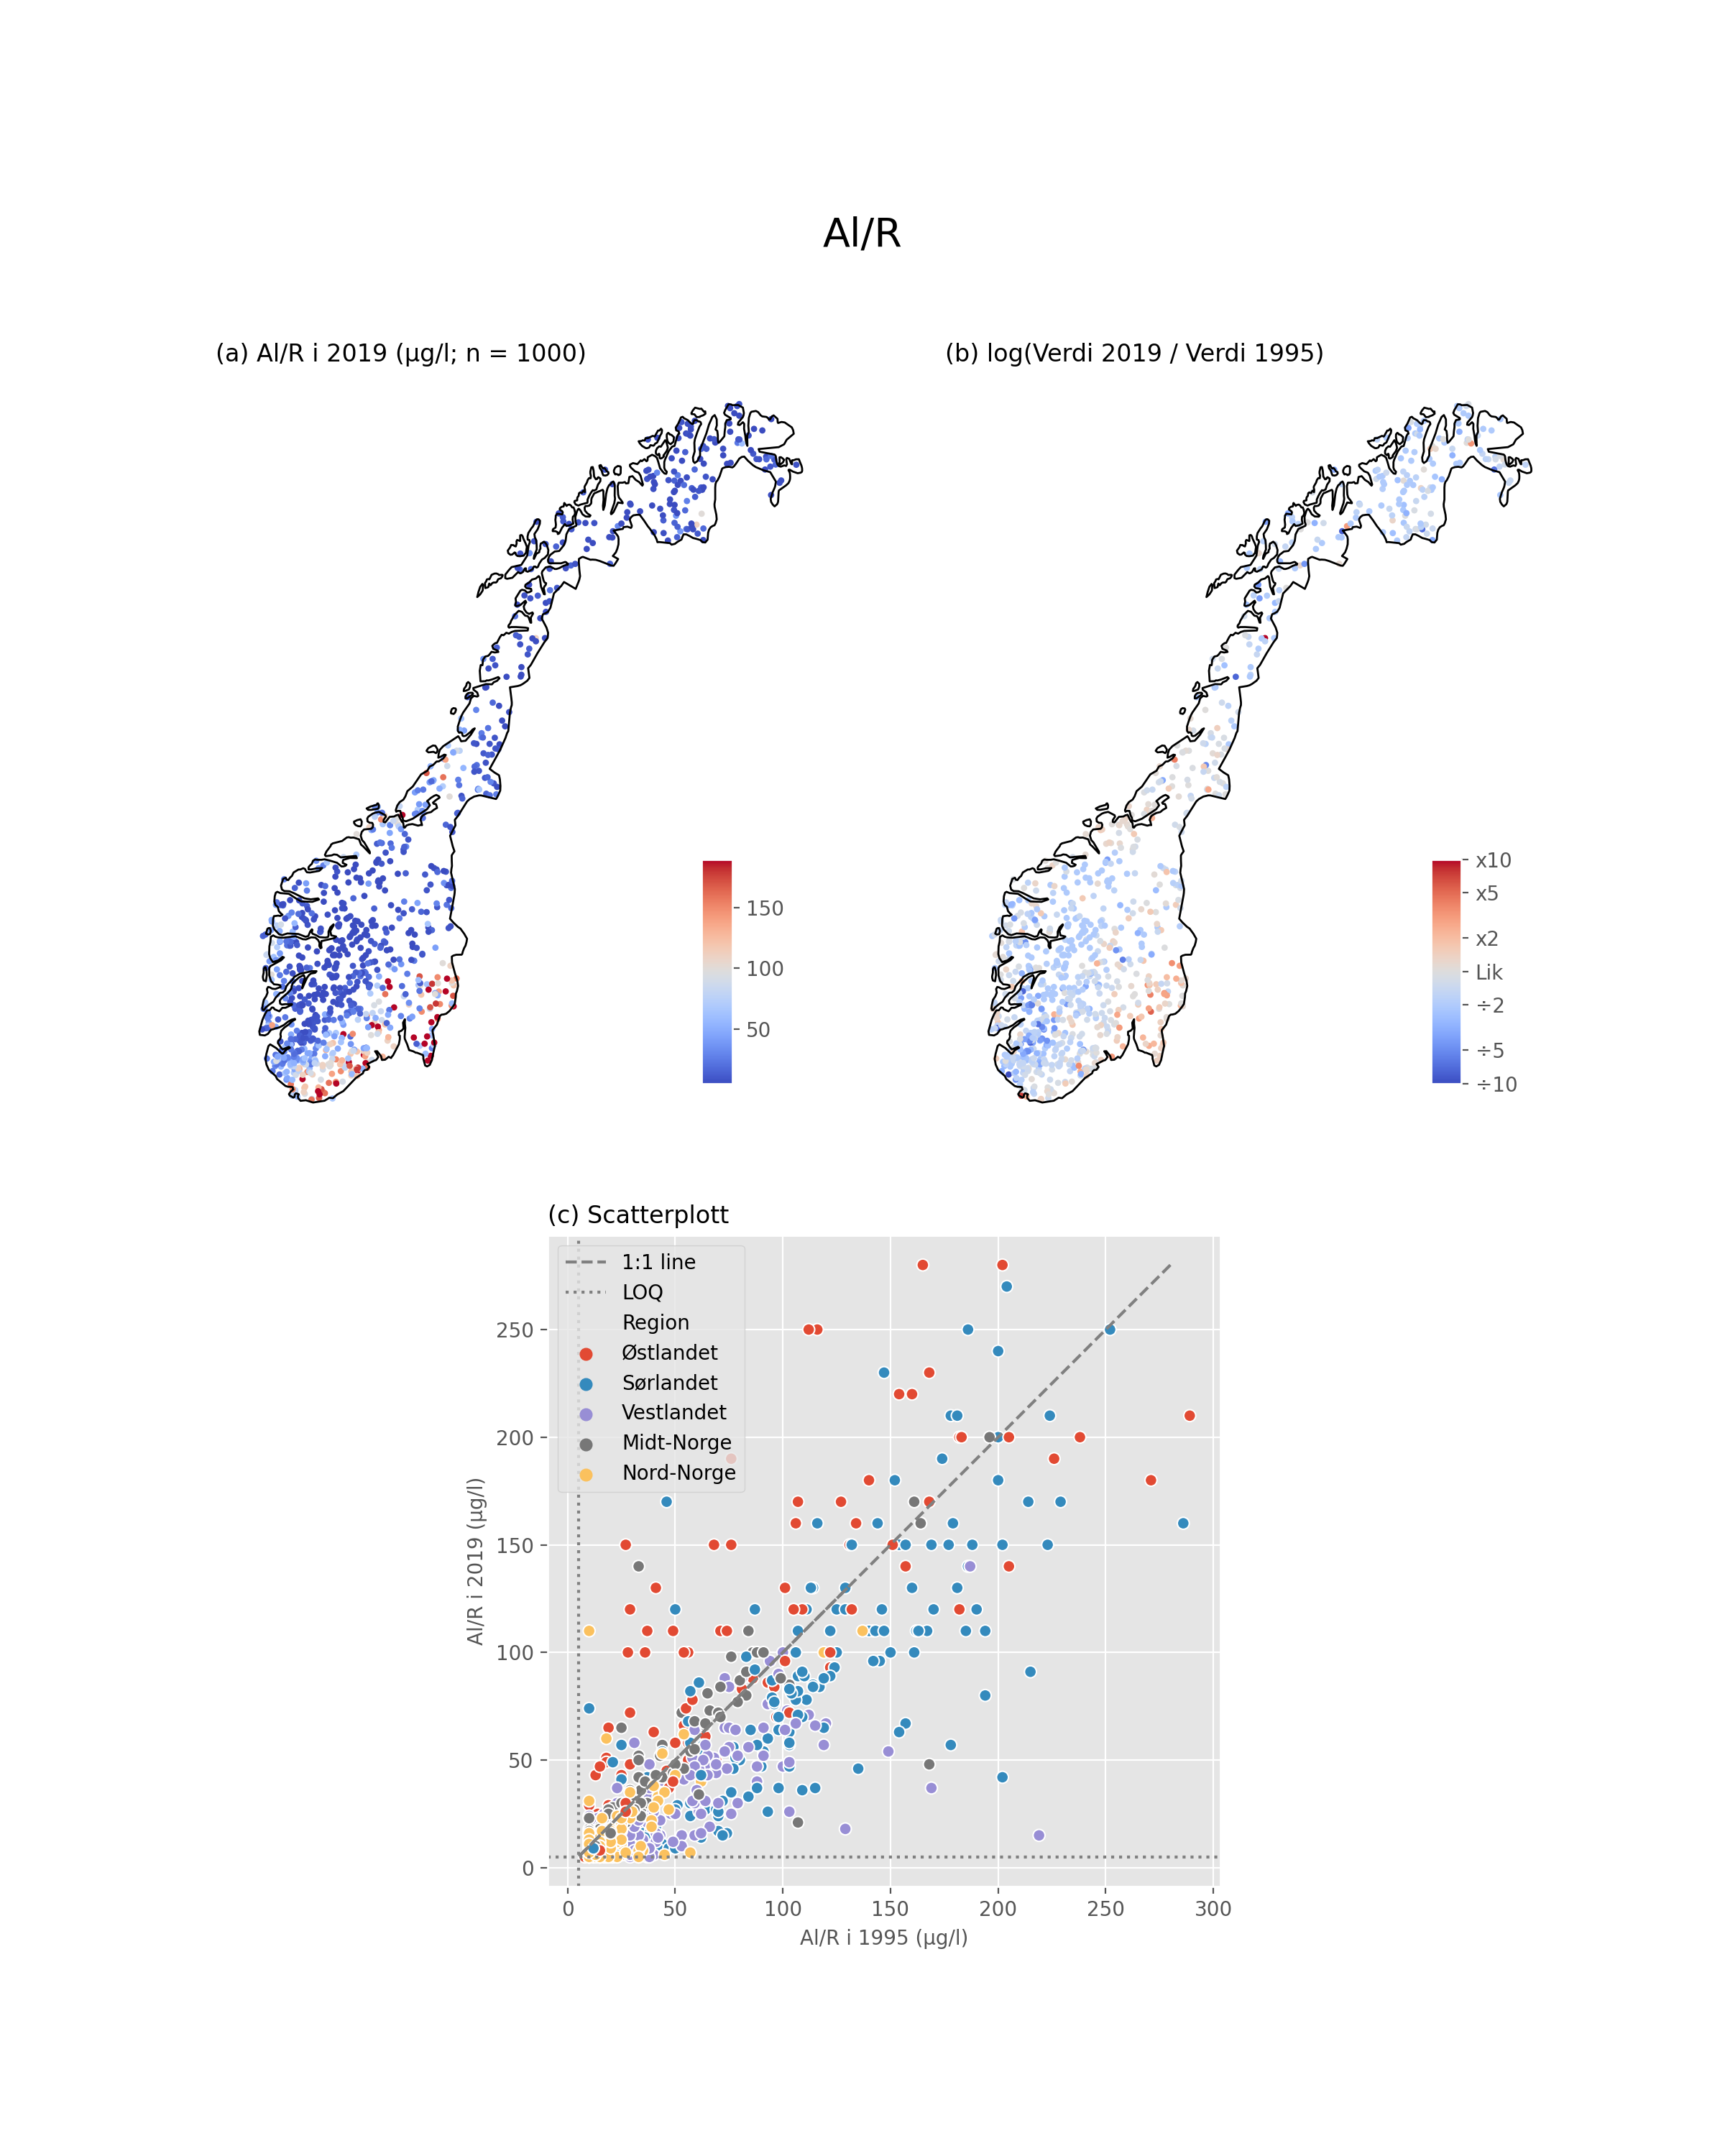 Al/R
(a) Al/R i 2019 (µg/l; n = 1000)
(b) log(Verdi 2019 / Verdi 1995)
150
100
50
x10
x5
x2
Lik
÷2
÷5
÷10
(c) Scatterplott
1:1 line
LOQ
Region
Østlandet
Sørlandet
Vestlandet
Midt-Norge
Nord-Norge
Al/R i 2019 (µg/l)
250
200
150
100
50
0
0 50 100 150 200 250 300
Al/R i 1995 (µg/l)